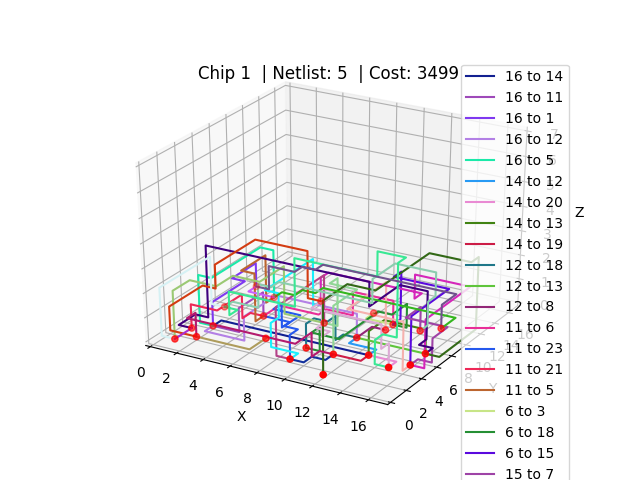 Chip 1 | Netlist: 5 | Cost: 3499
16 to 14
16 to 11
16 to 1
16 to 12
16 to 5
14 to 12
14 to 20
14 to 13
14 to 19
12 to 18
12 to 13
12 to 8
11 to 6
11 to 23
11 to 21
11 to 5
6 to 3
6 to 18
6 to 15
15 to 7
Z
0 2 4 6 8 10 12 14 16
X
0 2 4 6 8 10 12 14 16
Y